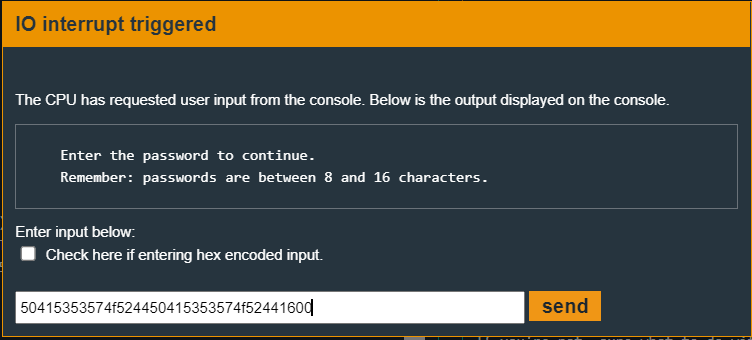 IO interrupt triggered
The CPU has requested user input from the console. Below is the output displayed on the console.
Enter the password to continue.
Remember: passwords are between 8 and 16 characters.
Enter input below:
Check here if entering hex encoded input.
50415353574f524450415353574f52441600
send